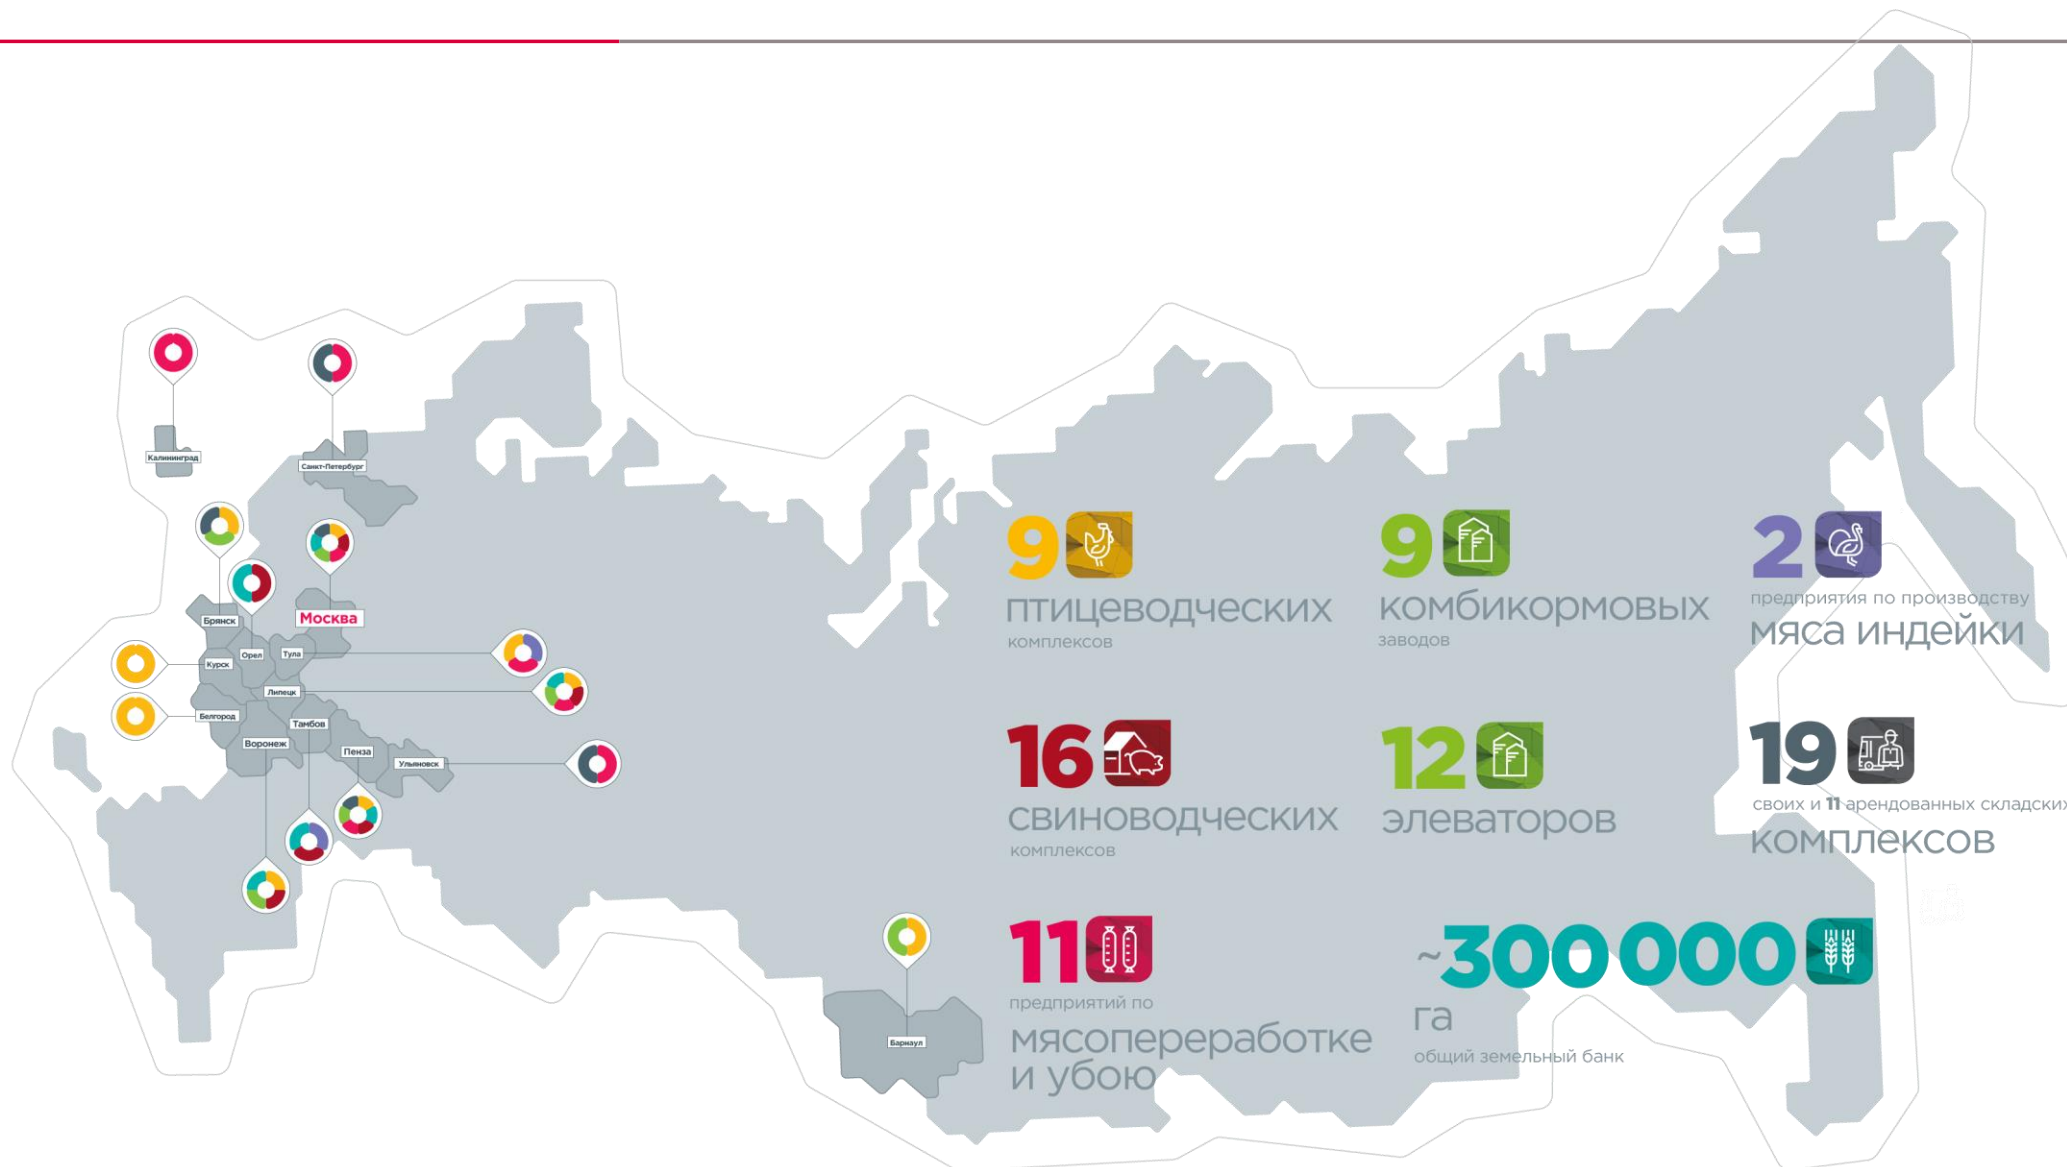 Калининград
Санкт-Петербург
Брянск
Москва
Орел
Тула
Курск
Липецк
Белгород
Тамбов
Воронеж
Пенза
Ульяновск
Барнаул
9
птицеводческих
комплексов
9
комбикормовых
заводов
2
предприятия по производству
мяса индейки
16
свиноводческих
комплексов
12
элеваторов
19
своих и 11 арендованных складских
комплексов
11
предприятий по
мясопереработке
и убою
~300 000
га
общий земельный банк